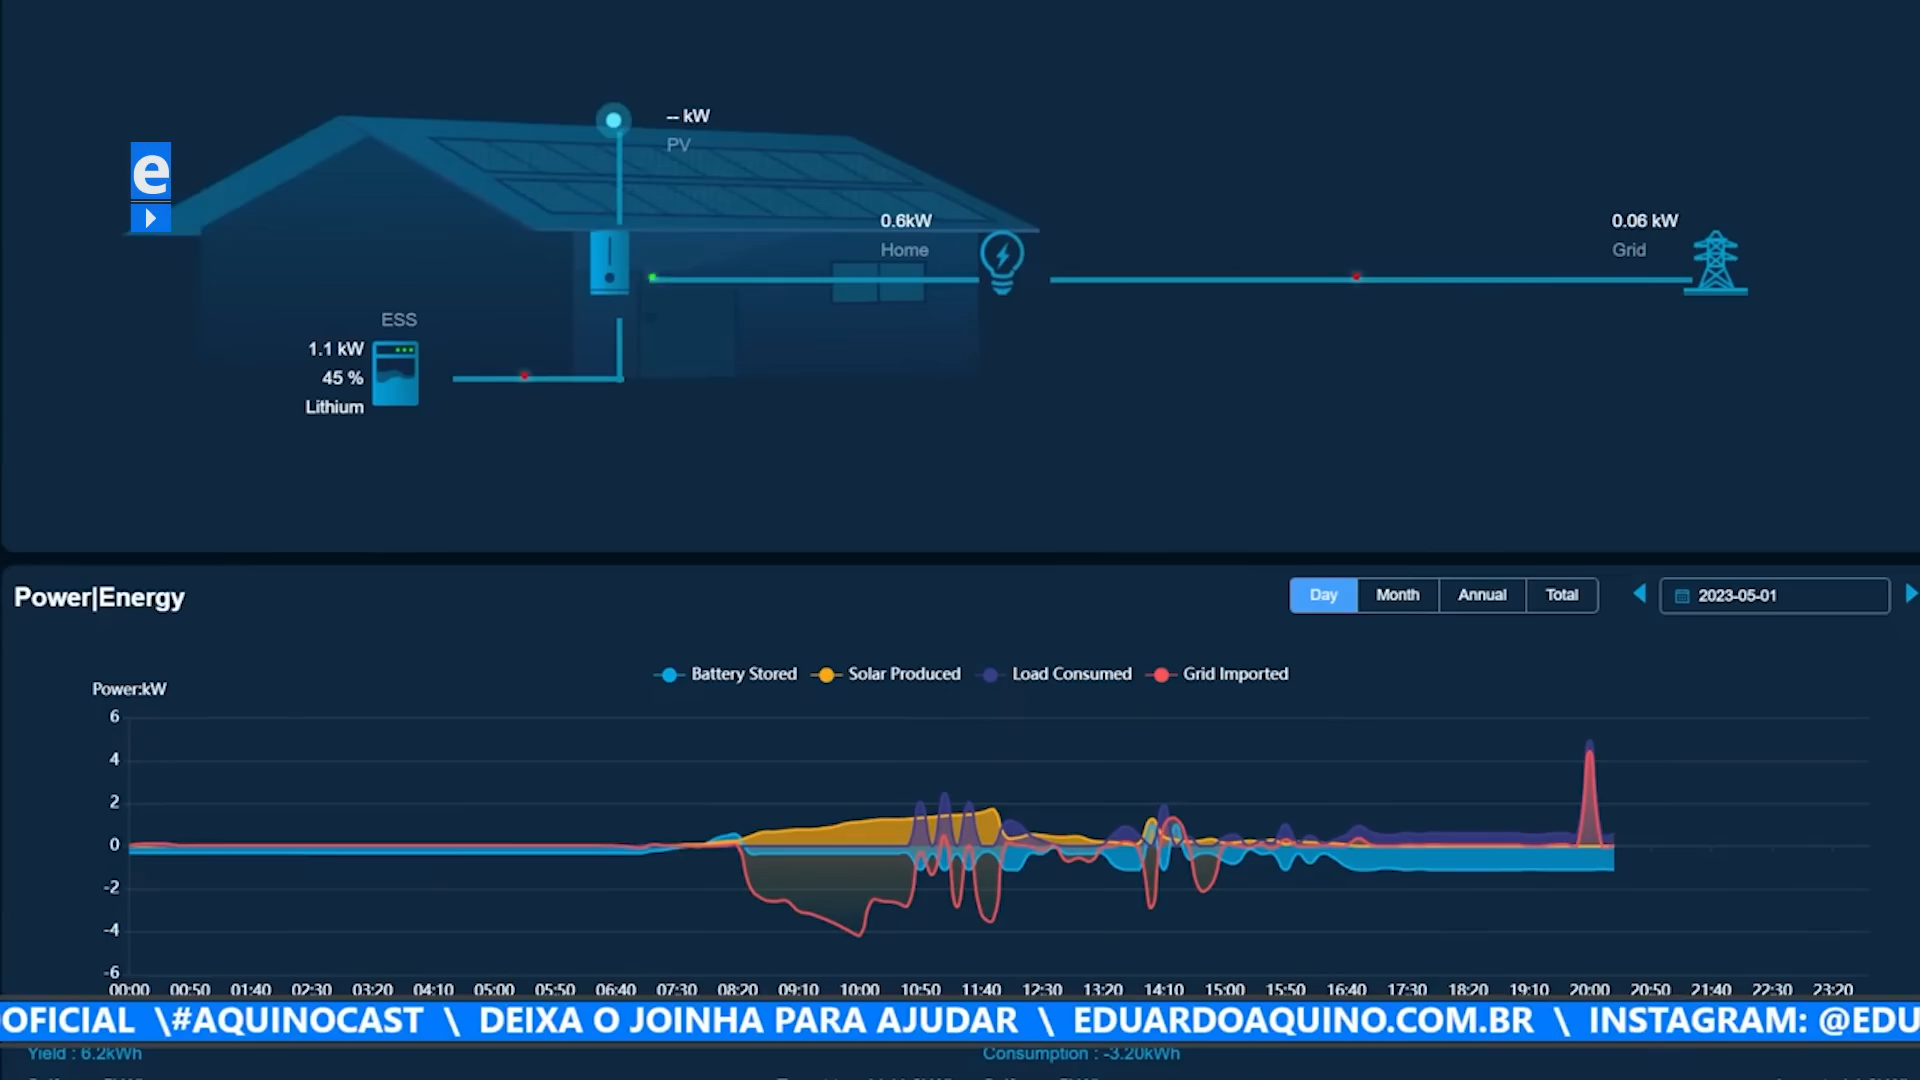 -- kW
PV
e
0.6kW
Home
0.06 kW
Grid
ESS
1.1 kW
45 %
Lithium
Power|Energy
Day Month Annual Total
2023-05-01
Battery Stored Solar Produced Load Consumed Grid Imported
Power:kW
6
4
2
0
-2
-4
-6
00:00 00:50 01:40 02:30 03:20 04:10 05:00 05:50 06:40 07:30 08:20 09:10 10:00 10:50 11:40 12:30 13:20 14:10 15:00 15:50 16:40 17:30 18:20 19:10 20:00 20:50 21:40 22:30 23:20
OFICIAL \#AQUINOCAST \ DEIXA O JOINHA PARA AJUDAR \ EDUARDOAQUINO.COM.BR \ INSTAGRAM: @EDU
Yield : 6.2kWh Consumption : -3.20kWh